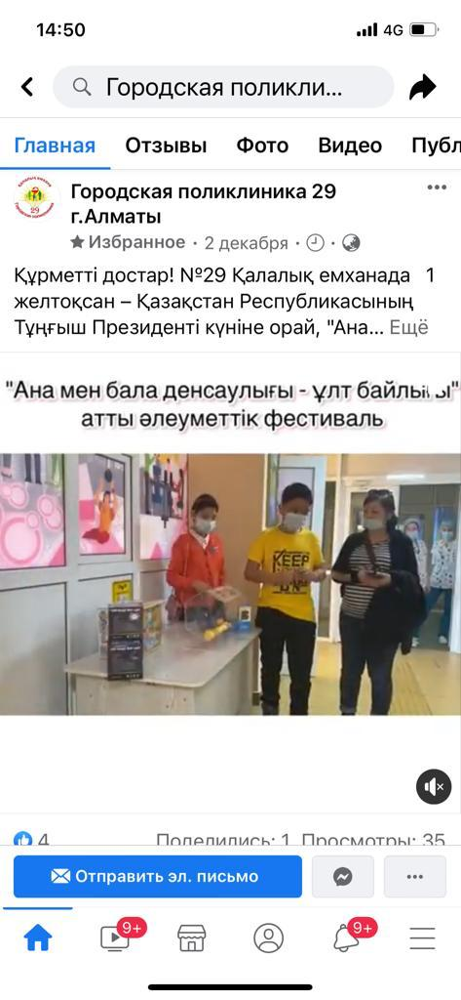 14:50
4G
Городская поликли...
Главная Отзывы Фото Видео Публ
Городская поликлиника 29
г.Алматы
Избранное · 2 декабря ·
Құрметті достар! №29 Қалалық емханада 1
желтоқсан – Қазақстан Республикасының
Тұңғыш Президенті күніне орай, "Ана... Ещё
"Ана мен бала денсаулығы - ұлт байлығы"
атты әлеуметтік фестиваль
29
KEEP
4 Поделились: 1 Просмотры: 35
Отправить эл. письмо
9+ 9+